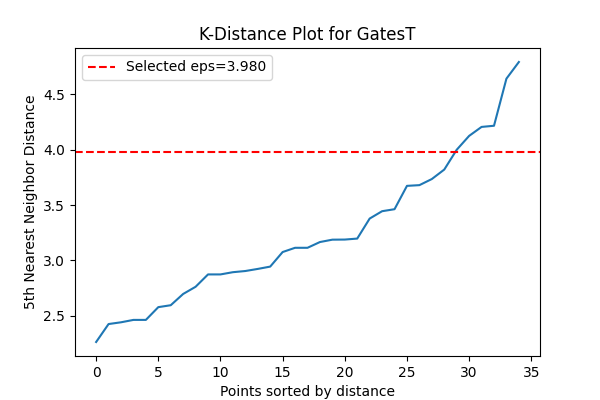 K-Distance Plot for GatesT
Selected eps=3.980
5th Nearest Neighbor Distance
4.5
4.0
3.5
3.0
2.5
0 5 10 15 20 25 30 35
Points sorted by distance